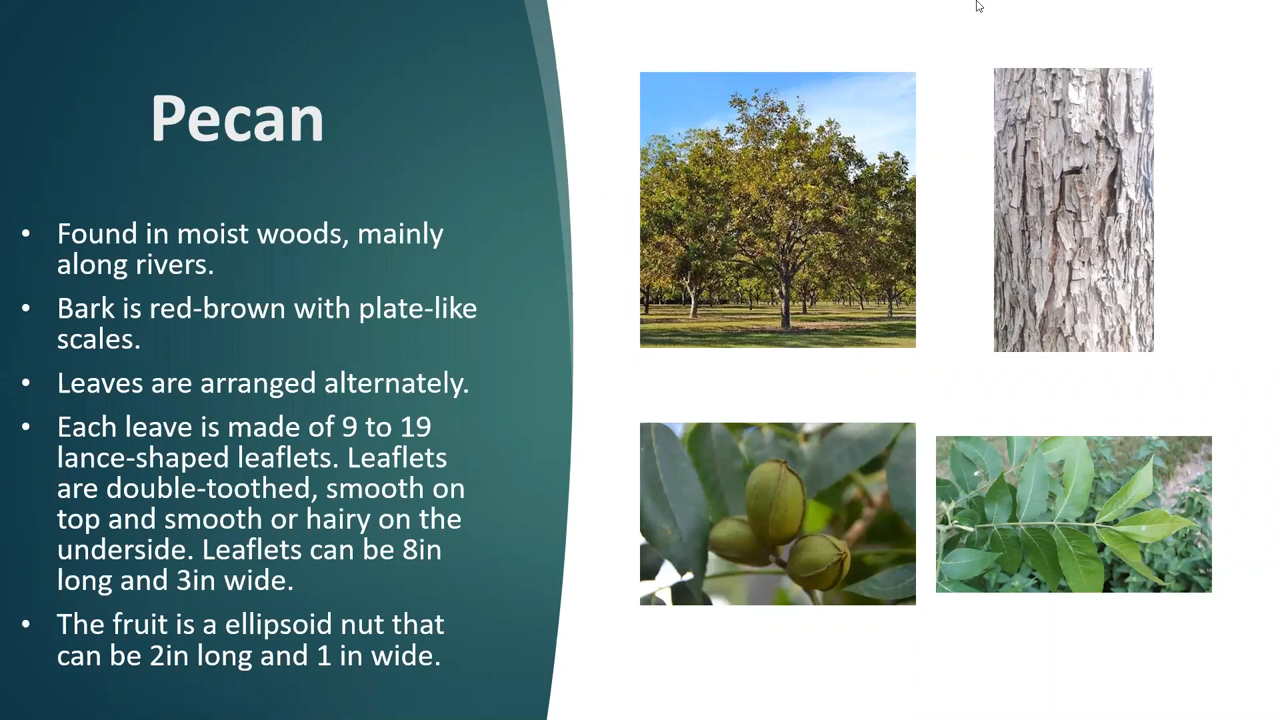 Pecan
• Found in moist woods, mainly
along rivers.
• Bark is red-brown with plate-like
scales.
• Leaves are arranged alternately.
• Each leave is made of 9 to 19
lance-shaped leaflets. Leaflets
are double-toothed, smooth on
top and smooth or hairy on the
underside. Leaflets can be 8in
long and 3in wide.
• The fruit is a ellipsoid nut that
can be 2in long and 1 in wide.